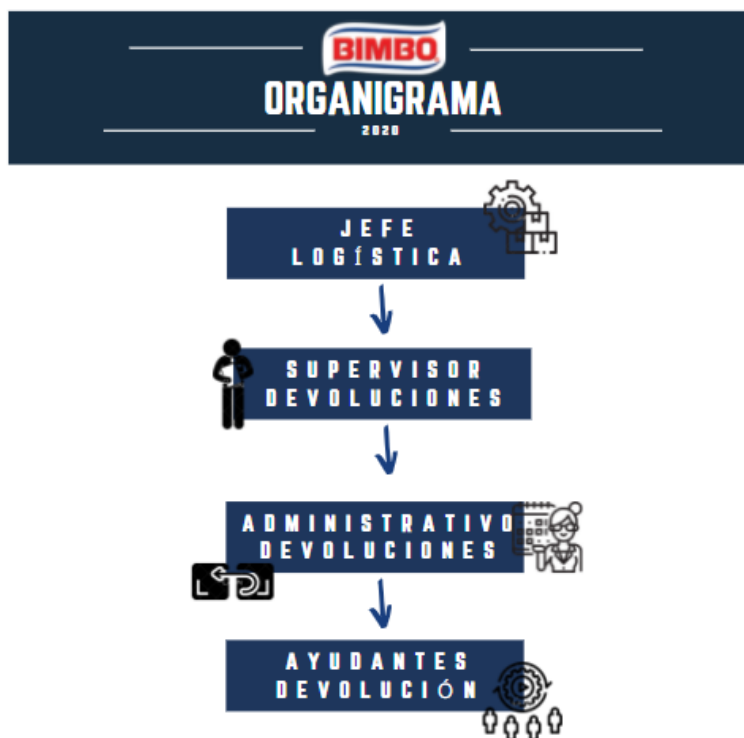 BIMBO
ORGANIGRAMA
2020
JEFE
LOGÍSTICA
SUPERVISOR
DEVOLUCIONES
ADMINISTRATIVO
DEVOLUCIONES
AYUDANTES
DEVOLUCIÓN